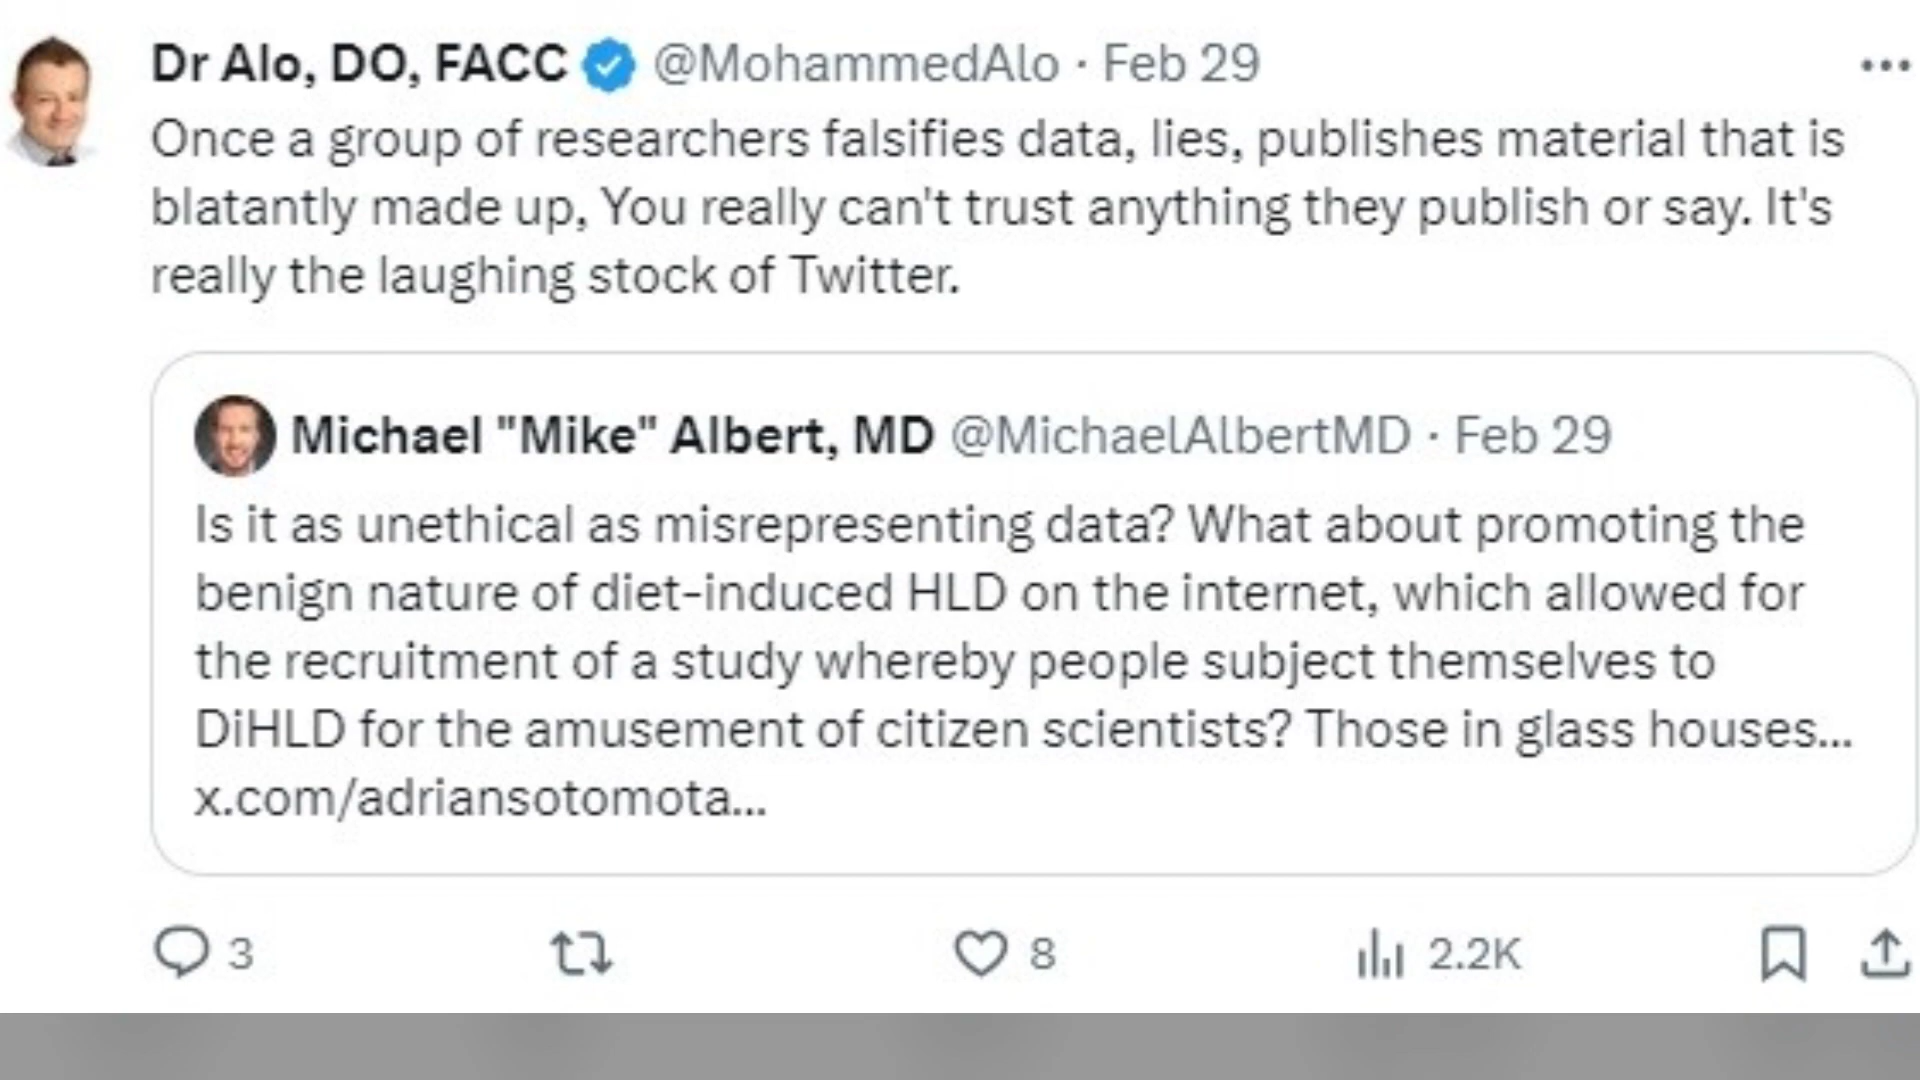 Dr Alo, DO, FACC @MohammedAlo · Feb 29
Once a group of researchers falsifies data, lies, publishes material that is
blatantly made up, You really can't trust anything they publish or say. It's
really the laughing stock of Twitter.
Michael "Mike" Albert, MD @MichaelAlbertMD · Feb 29
Is it as unethical as misrepresenting data? What about promoting the
benign nature of diet-induced HLD on the internet, which allowed for
the recruitment of a study whereby people subject themselves to
DiHLD for the amusement of citizen scientists? Those in glass houses...
x.com/adriansotomota...
3 8 2.2K